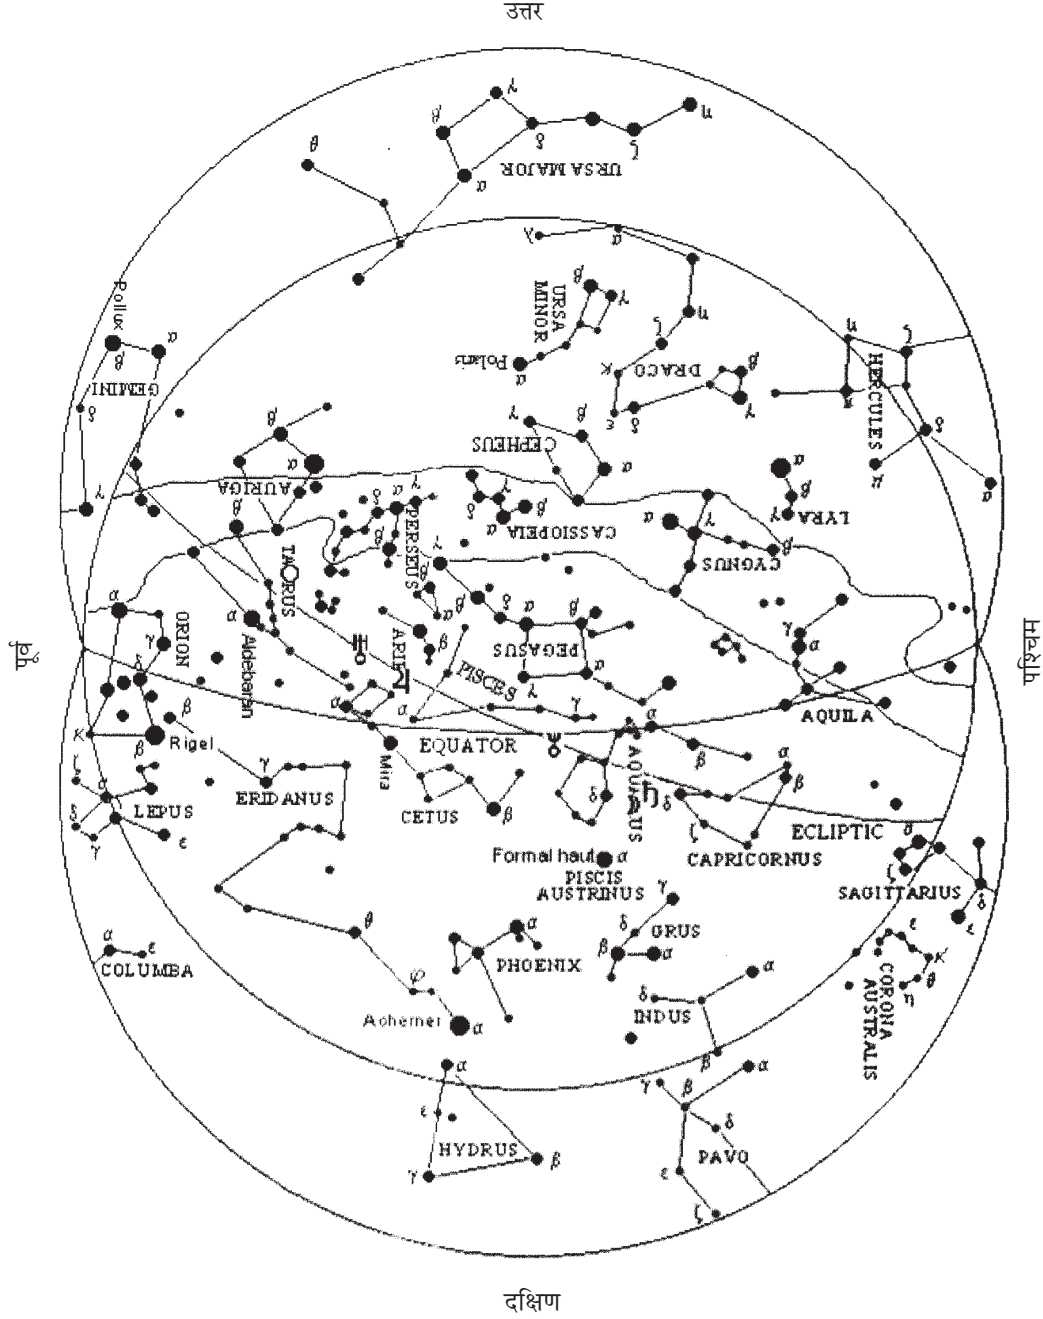 उत्तर
γ
β
δ
η
ζ
θ
α
URSA MAJOR
λ
α
β
γ
URSA
MINOR
η
ζ
Pollux
α
β
GEMINI
Polaris
α
κ
DRACO
β
γ
η
ζ
HERCULES
π
δ
δ
ε
δ
γ
β
CEPHEUS
α
β
α
AURIGA
α
β
LYRA
μ
α
γ
β
δ
α
γ
β
PERSEUS
δ
γ
β
α
CASSIOPEIA
α
γ
CYGNUS
γ
β
TAURUS
γ
β
α
β
δ
α
β
PEGASUS
γ
α
α
γ
ORION
δ
α
Aldebaran
पूर्व
पश्चिम
PISCES
γ
α
γ
α
AQUILA
κ
β
Rigel
β
α
α
Mira
EQUATOR
α
β
AQUARIUS
ζ
α
δ
γ
LEPUS
ε
γ
ERIDANUS
CETUS
β
δ
δ
ζ
α
β
ECLIPTIC
CAPRICORNUS
Formal haut
α
PISCIS
AUSTRINUS
σ
ζ
SAGITTARIUS
δ
ε
α
ε
COLUMBA
θ
α
PHOENIX
γ
δ
GRUS
β
α
ε
κ
θ
η
CORONA
AUSTRALIS
φ
Aohemer
α
δ
INDUS
α
β
α
ε
HYDRUS
γ
β
γ
β
α
δ
PAVO
ε
ζ
दक्षिण